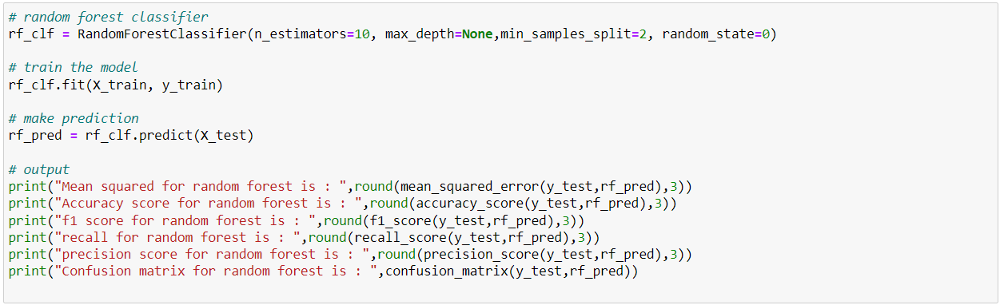 # random forest classifier
rf_clf = RandomForestClassifier(n_estimators=10, max_depth=None,min_samples_split=2, random_state=0)
# train the model
rf_clf.fit(X_train, y_train)
# make prediction
rf_pred = rf_clf.predict(X_test)
# output
print("Mean squared for random forest is : ",round(mean_squared_error(y_test,rf_pred),3))
print("Accuracy score for random forest is : ",round(accuracy_score(y_test,rf_pred),3))
print("f1 score for random forest is : ",round(f1_score(y_test,rf_pred),3))
print("recall for random forest is : ",round(recall_score(y_test,rf_pred),3))
print("precision score for random forest is : ",round(precision_score(y_test,rf_pred),3))
print("Confusion matrix for random forest is : ",confusion_matrix(y_test,rf_pred))